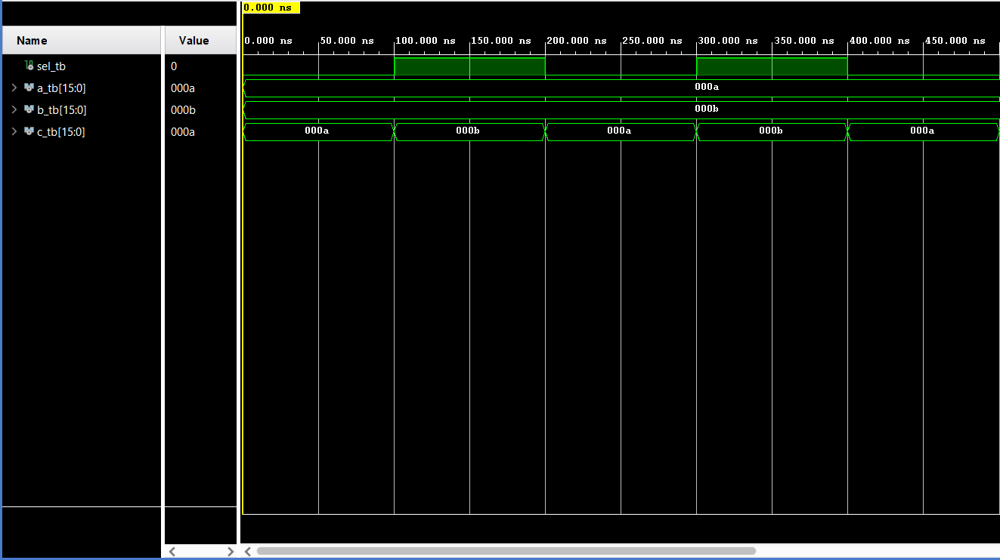 0.000 ns
Name Value 0.000 ns 50.000 ns 100.000 ns 150.000 ns 200.000 ns 250.000 ns 300.000 ns 350.000 ns 400.000 ns 450.000 ns
sel_tb 0
a_tb[15:0] 000a 000a
b_tb[15:0] 000b 000b
c_tb[15:0] 000a 000a 000b 000a 000b 000a